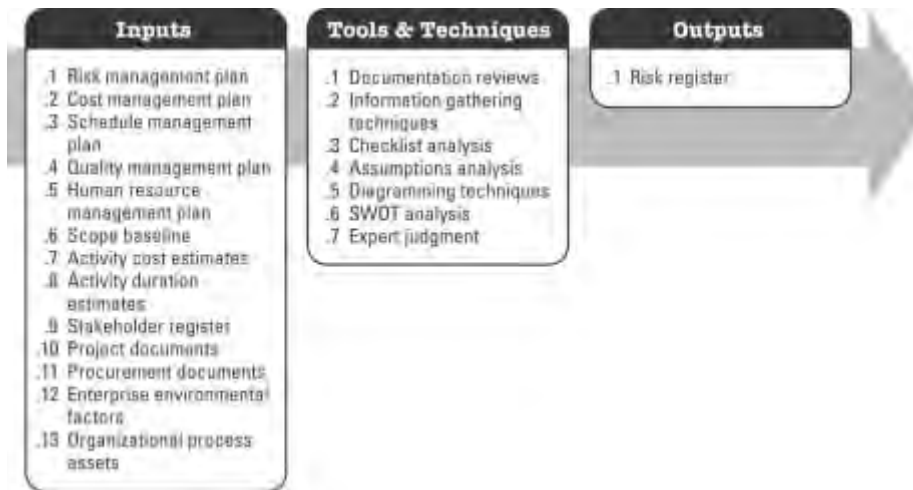 Inputs
.1 Risk management plan
.2 Cost management plan
.3 Schedule management
plan
.4 Quality management plan
.5 Human resource
management plan
.6 Scope baseline
.7 Activity cost estimates
.8 Activity duration
estimates
.9 Stakeholder register
.10 Project documents
.11 Procurement documents
.12 Enterprise environmental
factors
.13 Organizational process
assets
Tools & Techniques
.1 Documentation reviews
.2 Information gathering
techniques
.3 Checklist analysis
.4 Assumptions analysis
.5 Diagramming techniques
.6 SWOT analysis
.7 Expert judgment
Outputs
.1 Risk register